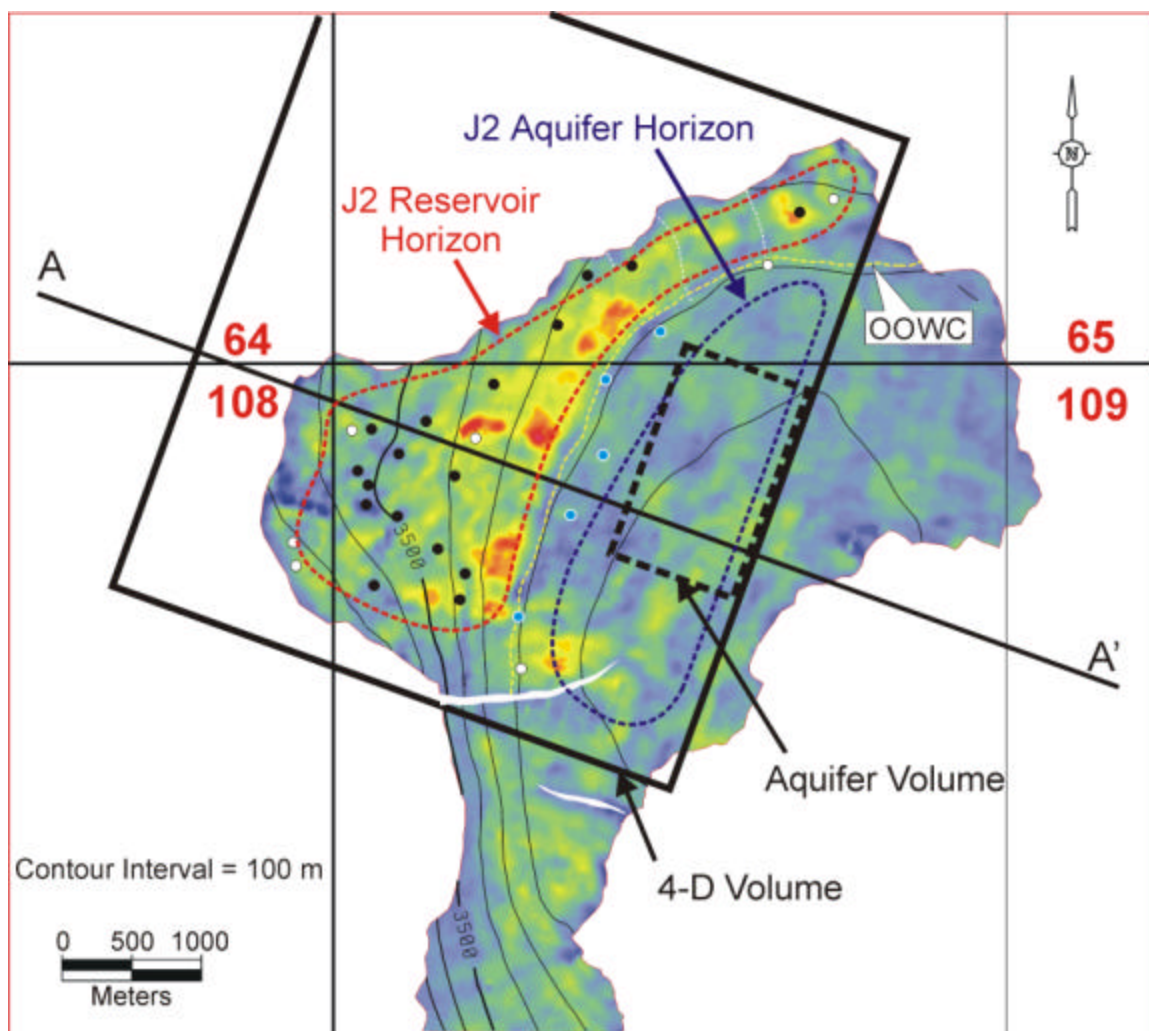 J2 Aquifer Horizon
J2 Reservoir
Horizon
N
A
OOWC
64
65
108
109
3500
A'
Aquifer Volume
4-D Volume
Contour Interval = 100 m
3500
0 500 1000
Meters